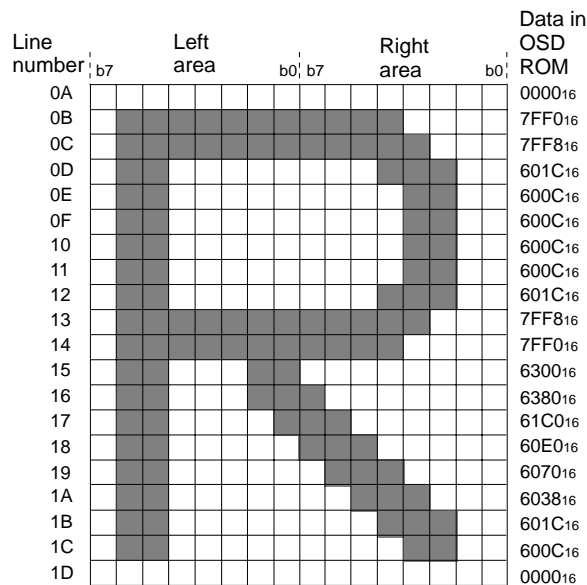 Line number Left area Right area Data in OSD ROM
b7 b0 b7 b0
0A 0000₁₆
0B 7FF0₁₆
0C 7FF8₁₆
0D 601C₁₆
0E 600C₁₆
0F 600C₁₆
10 600C₁₆
11 600C₁₆
12 601C₁₆
13 7FF8₁₆
14 7FF0₁₆
15 6300₁₆
16 6380₁₆
17 61C0₁₆
18 60E0₁₆
19 6070₁₆
1A 6038₁₆
1B 601C₁₆
1C 600C₁₆
1D 0000₁₆